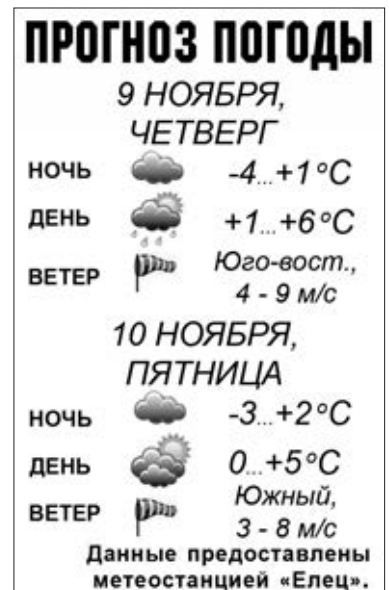 ПРОГНОЗ ПОГОДЫ
9 НОЯБРЯ,
ЧЕТВЕРГ
НОЧЬ -4...+1°С
ДЕНЬ +1...+6°С
ВЕТЕР Юго-вост.,
4 - 9 м/с
10 НОЯБРЯ,
ПЯТНИЦА
НОЧЬ -3...+2°С
ДЕНЬ 0...+5°С
ВЕТЕР Южный,
3 - 8 м/с
Данные предоставлены
метеостанцией «Елец».